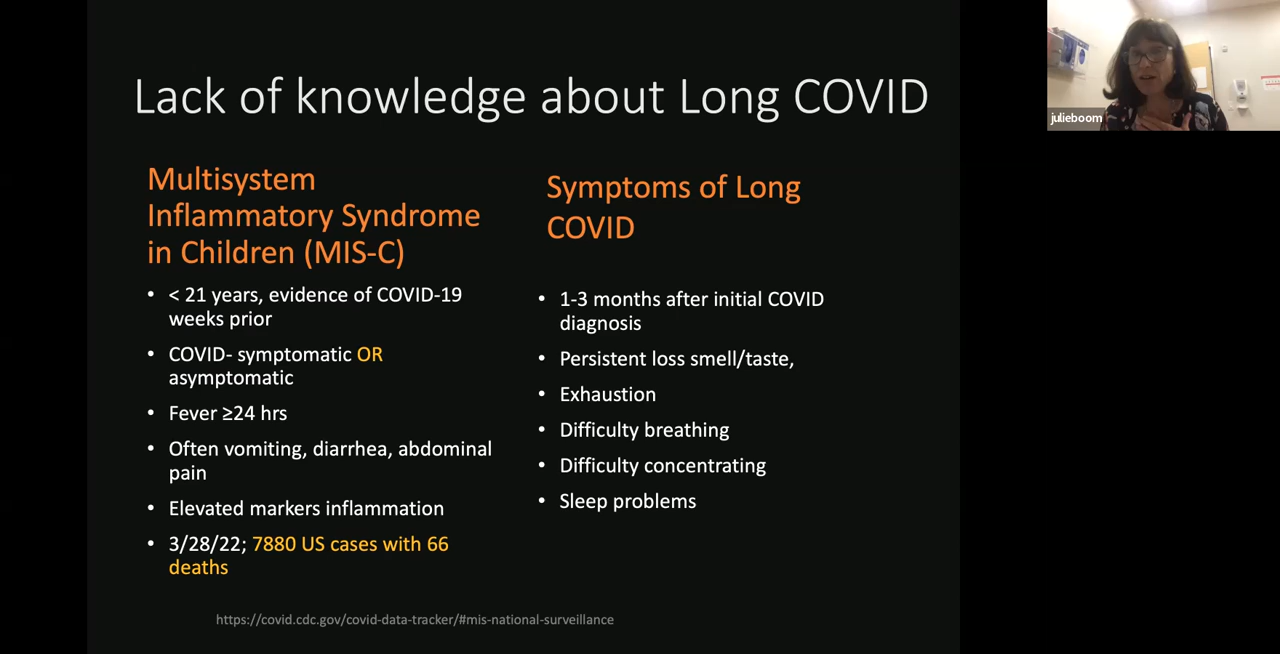 Lack of knowledge about Long COVID
Multisystem
Inflammatory Syndrome
in Children (MIS-C)
• < 21 years, evidence of COVID-19
weeks prior
• COVID- symptomatic OR
asymptomatic
• Fever ≥24 hrs
• Often vomiting, diarrhea, abdominal
pain
• Elevated markers inflammation
• 3/28/22; 7880 US cases with 66
deaths
Symptoms of Long
COVID
• 1-3 months after initial COVID
diagnosis
• Persistent loss smell/taste,
• Exhaustion
• Difficulty breathing
• Difficulty concentrating
• Sleep problems
https://covid.cdc.gov/covid-data-tracker/#mis-national-surveillance
julieboom